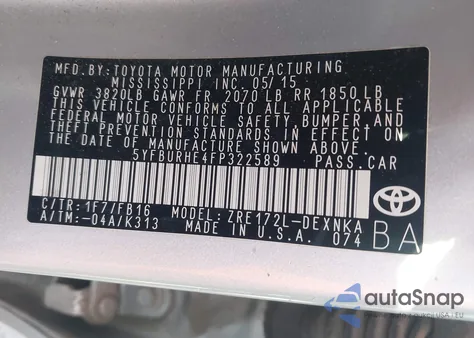 MFD.BY:TOYOTA MOTOR MANUFACTURING
MISSISSIPPI INC. 05/15
GVWR 3820LB GAWR FR 2070 LB RR 1850LB
THIS VEHICLE CONFORMS TO ALL APPLICABLE
FEDERAL MOTOR VEHICLE SAFETY, BUMPER, AND
THEFT PREVENTION STANDARDS IN EFFECT ON
THE DATE OF MANUFACTURE SHOWN ABOVE.
5YFBURHE4FP322589 PASS.CAR
C/TR:1F7/FB16 MODEL:ZRE172L-DEXNKA
A/TM:-04A/K313 MADE IN U.S.A. 074
BA
autoSnap